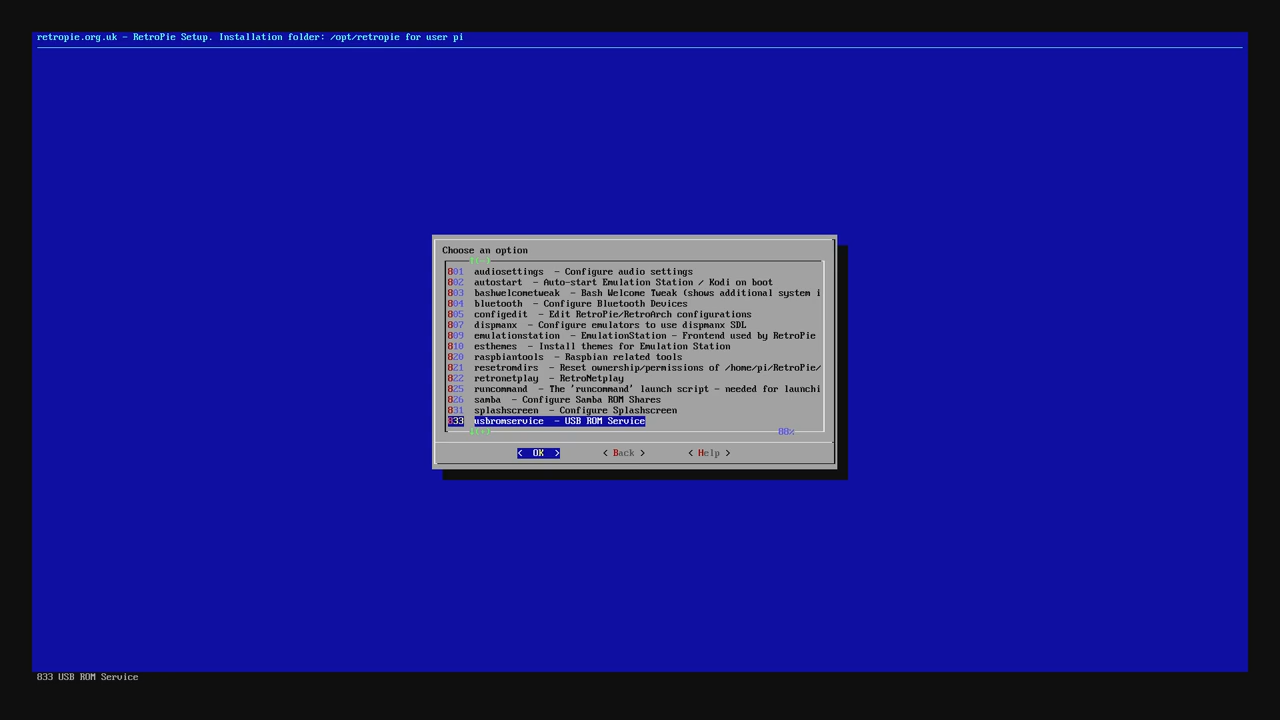 retropie.org.uk - RetroPie Setup. Installation folder: /opt/retropie for user pi
Choose an option
↑(-)
801 audiosettings - Configure audio settings
802 autostart - Auto-start Emulation Station / Kodi on boot
803 bashwelcometweak - Bash Welcome Tweak (shows additional system i
804 bluetooth - Configure Bluetooth Devices
805 configedit - Edit RetroPie/RetroArch configurations
807 dispmanx - Configure emulators to use dispmanx SDL
809 emulationstation - EmulationStation - Frontend used by RetroPie
810 esthemes - Install themes for Emulation Station
820 raspbiantools - Raspbian related tools
821 resetromdirs - Reset ownership/permissions of /home/pi/RetroPie/
822 retronetplay - RetroNetplay
825 runcommand - The 'runcommand' launch script - needed for launchi
826 samba - Configure Samba ROM Shares
831 splashscreen - Configure Splashscreen
833 usbromservice - USB ROM Service
↓(+) 88%
< OK > < Back > < Help >
833 USB ROM Service